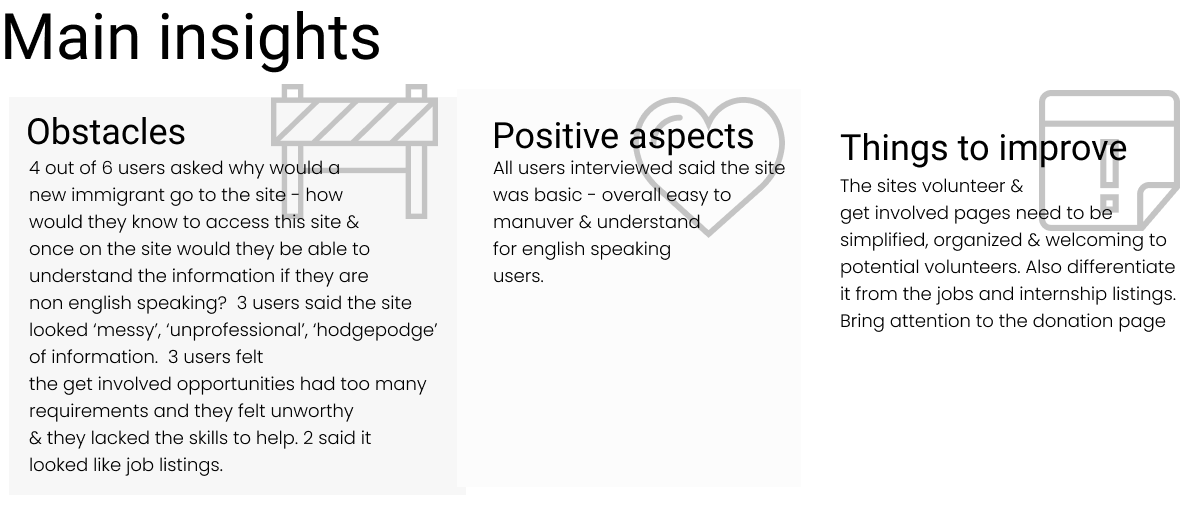 Main insights
Obstacles
4 out of 6 users asked why would a
new immigrant go to the site - how
would they know to access this site &
once on the site would they be able to
understand the information if they are
non english speaking?  3 users said the site
looked ‘messy’, ‘unprofessional’, ‘hodgepodge’
of information.  3 users felt
the get involved opportunities had too many
requirements and they felt unworthy
& they lacked the skills to help. 2 said it
looked like job listings.
Positive aspects
All users interviewed said the site
was basic - overall easy to
manuver & understand
for english speaking
users.
Things to improve
The sites volunteer &
get involved pages need to be
simplified, organized & welcoming to
potential volunteers. Also differentiate
it from the jobs and internship listings.
Bring attention to the donation page